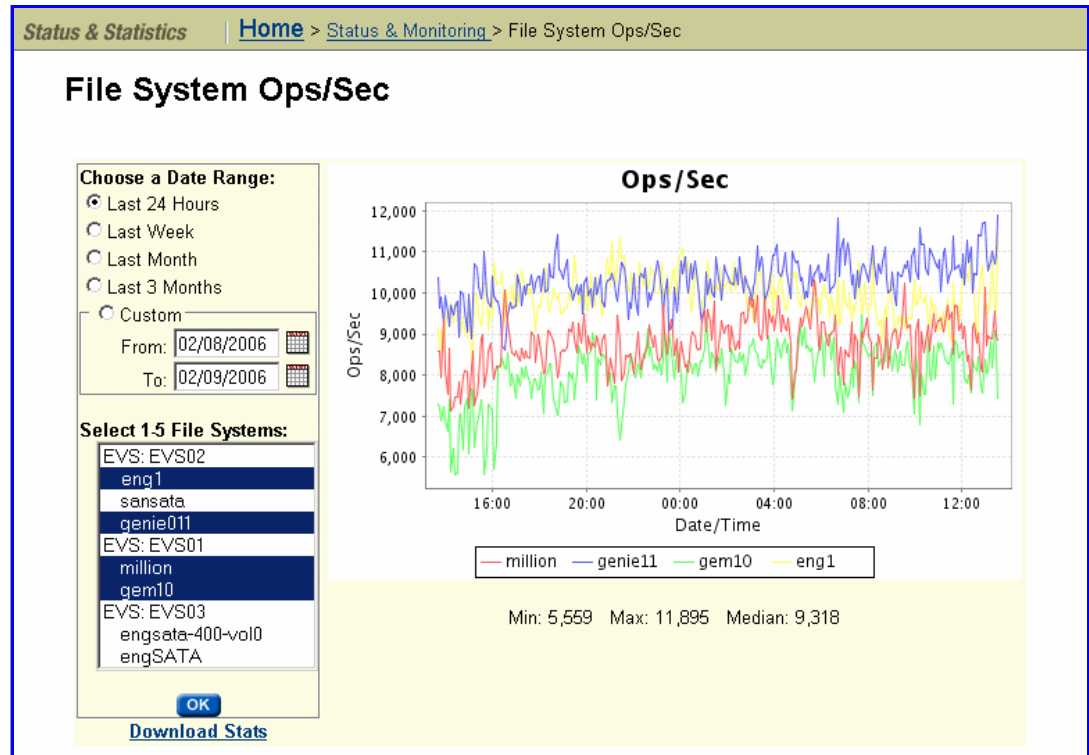 Status & Statistics Home > Status & Monitoring > File System Ops/Sec
File System Ops/Sec
Choose a Date Range:
Last 24 Hours
Last Week
Last Month
Last 3 Months
Custom
From: 02/08/2006
To: 02/09/2006
Select 1-5 File Systems:
EVS: EVS02
eng1
sansata
genie011
EVS: EVS01
million
gem10
EVS: EVS03
engsata-400-vol0
engSATA
OK
Download Stats
Ops/Sec
Ops/Sec
12,000
11,000
10,000
9,000
8,000
7,000
6,000
16:00 20:00 00:00 04:00 08:00 12:00
Date/Time
million genie11 gem10 eng1
Min: 5,559 Max: 11,895 Median: 9,318